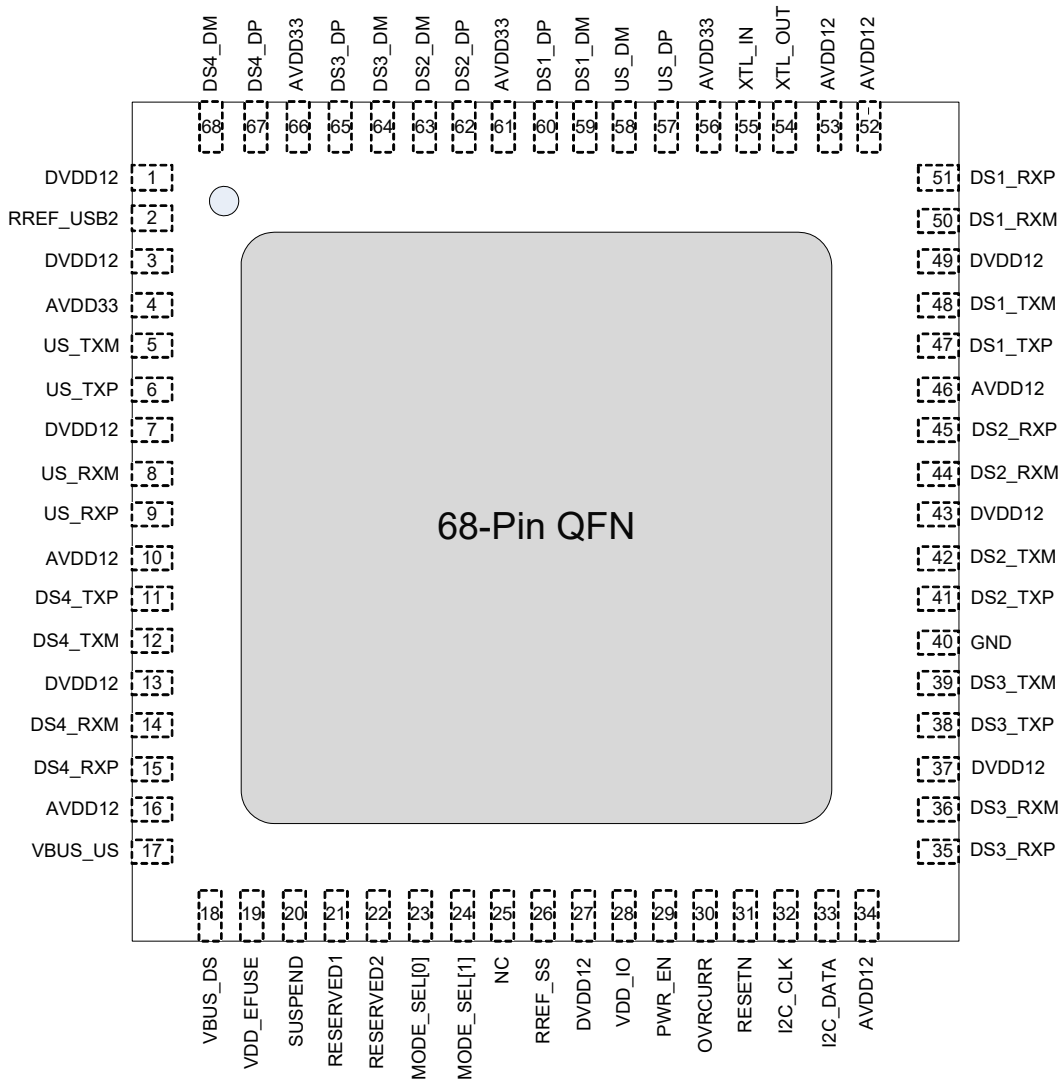 DS4_DM
DS4_DP
AVDD33
DS3_DP
DS3_DM
DS2_DM
DS2_DP
AVDD33
DS1_DP
DS1_DM
US_DM
US_DP
AVDD33
XTL_IN
XTL_OUT
AVDD12
AVDD12
68 67 66 65 64 63 62 61 60 59 58 57 56 55 54 53 52
DVDD12 1
RREF_USB2 2
DVDD12 3
AVDD33 4
US_TXM 5
US_TXP 6
DVDD12 7
US_RXM 8
US_RXP 9
AVDD12 10
DS4_TXP 11
DS4_TXM 12
DVDD12 13
DS4_RXM 14
DS4_RXP 15
AVDD12 16
VBUS_US 17
68-Pin QFN
51 DS1_RXP
50 DS1_RXM
49 DVDD12
48 DS1_TXM
47 DS1_TXP
46 AVDD12
45 DS2_RXP
44 DS2_RXM
43 DVDD12
42 DS2_TXM
41 DS2_TXP
40 GND
39 DS3_TXM
38 DS3_TXP
37 DVDD12
36 DS3_RXM
35 DS3_RXP
18 19 20 21 22 23 24 25 26 27 28 29 30 31 32 33 34
VBUS_DS
VDD_EFUSE
SUSPEND
RESERVED1
RESERVED2
MODE_SEL[0]
MODE_SEL[1]
NC
RREF_SS
DVDD12
VDD_IO
PWR_EN
OVRCURR
RESETN
I2C_CLK
I2C_DATA
AVDD12